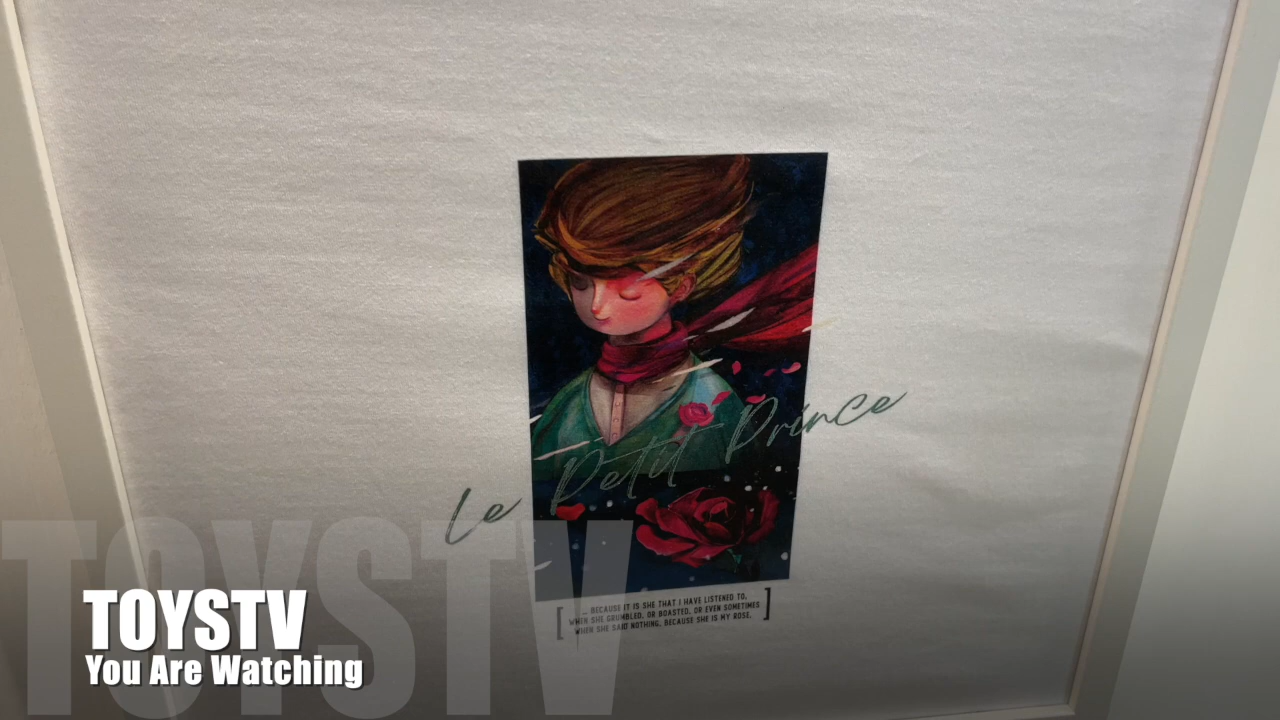 Le Petit Prince
... BECAUSE IT IS SHE THAT I HAVE LISTENED TO,
WHEN SHE GRUMBLED, OR BOASTED, OR EVEN SOMETIMES
WHEN SHE SAID NOTHING. BECAUSE SHE IS MY ROSE.
TOYSTV
TOYSTV
You Are Watching